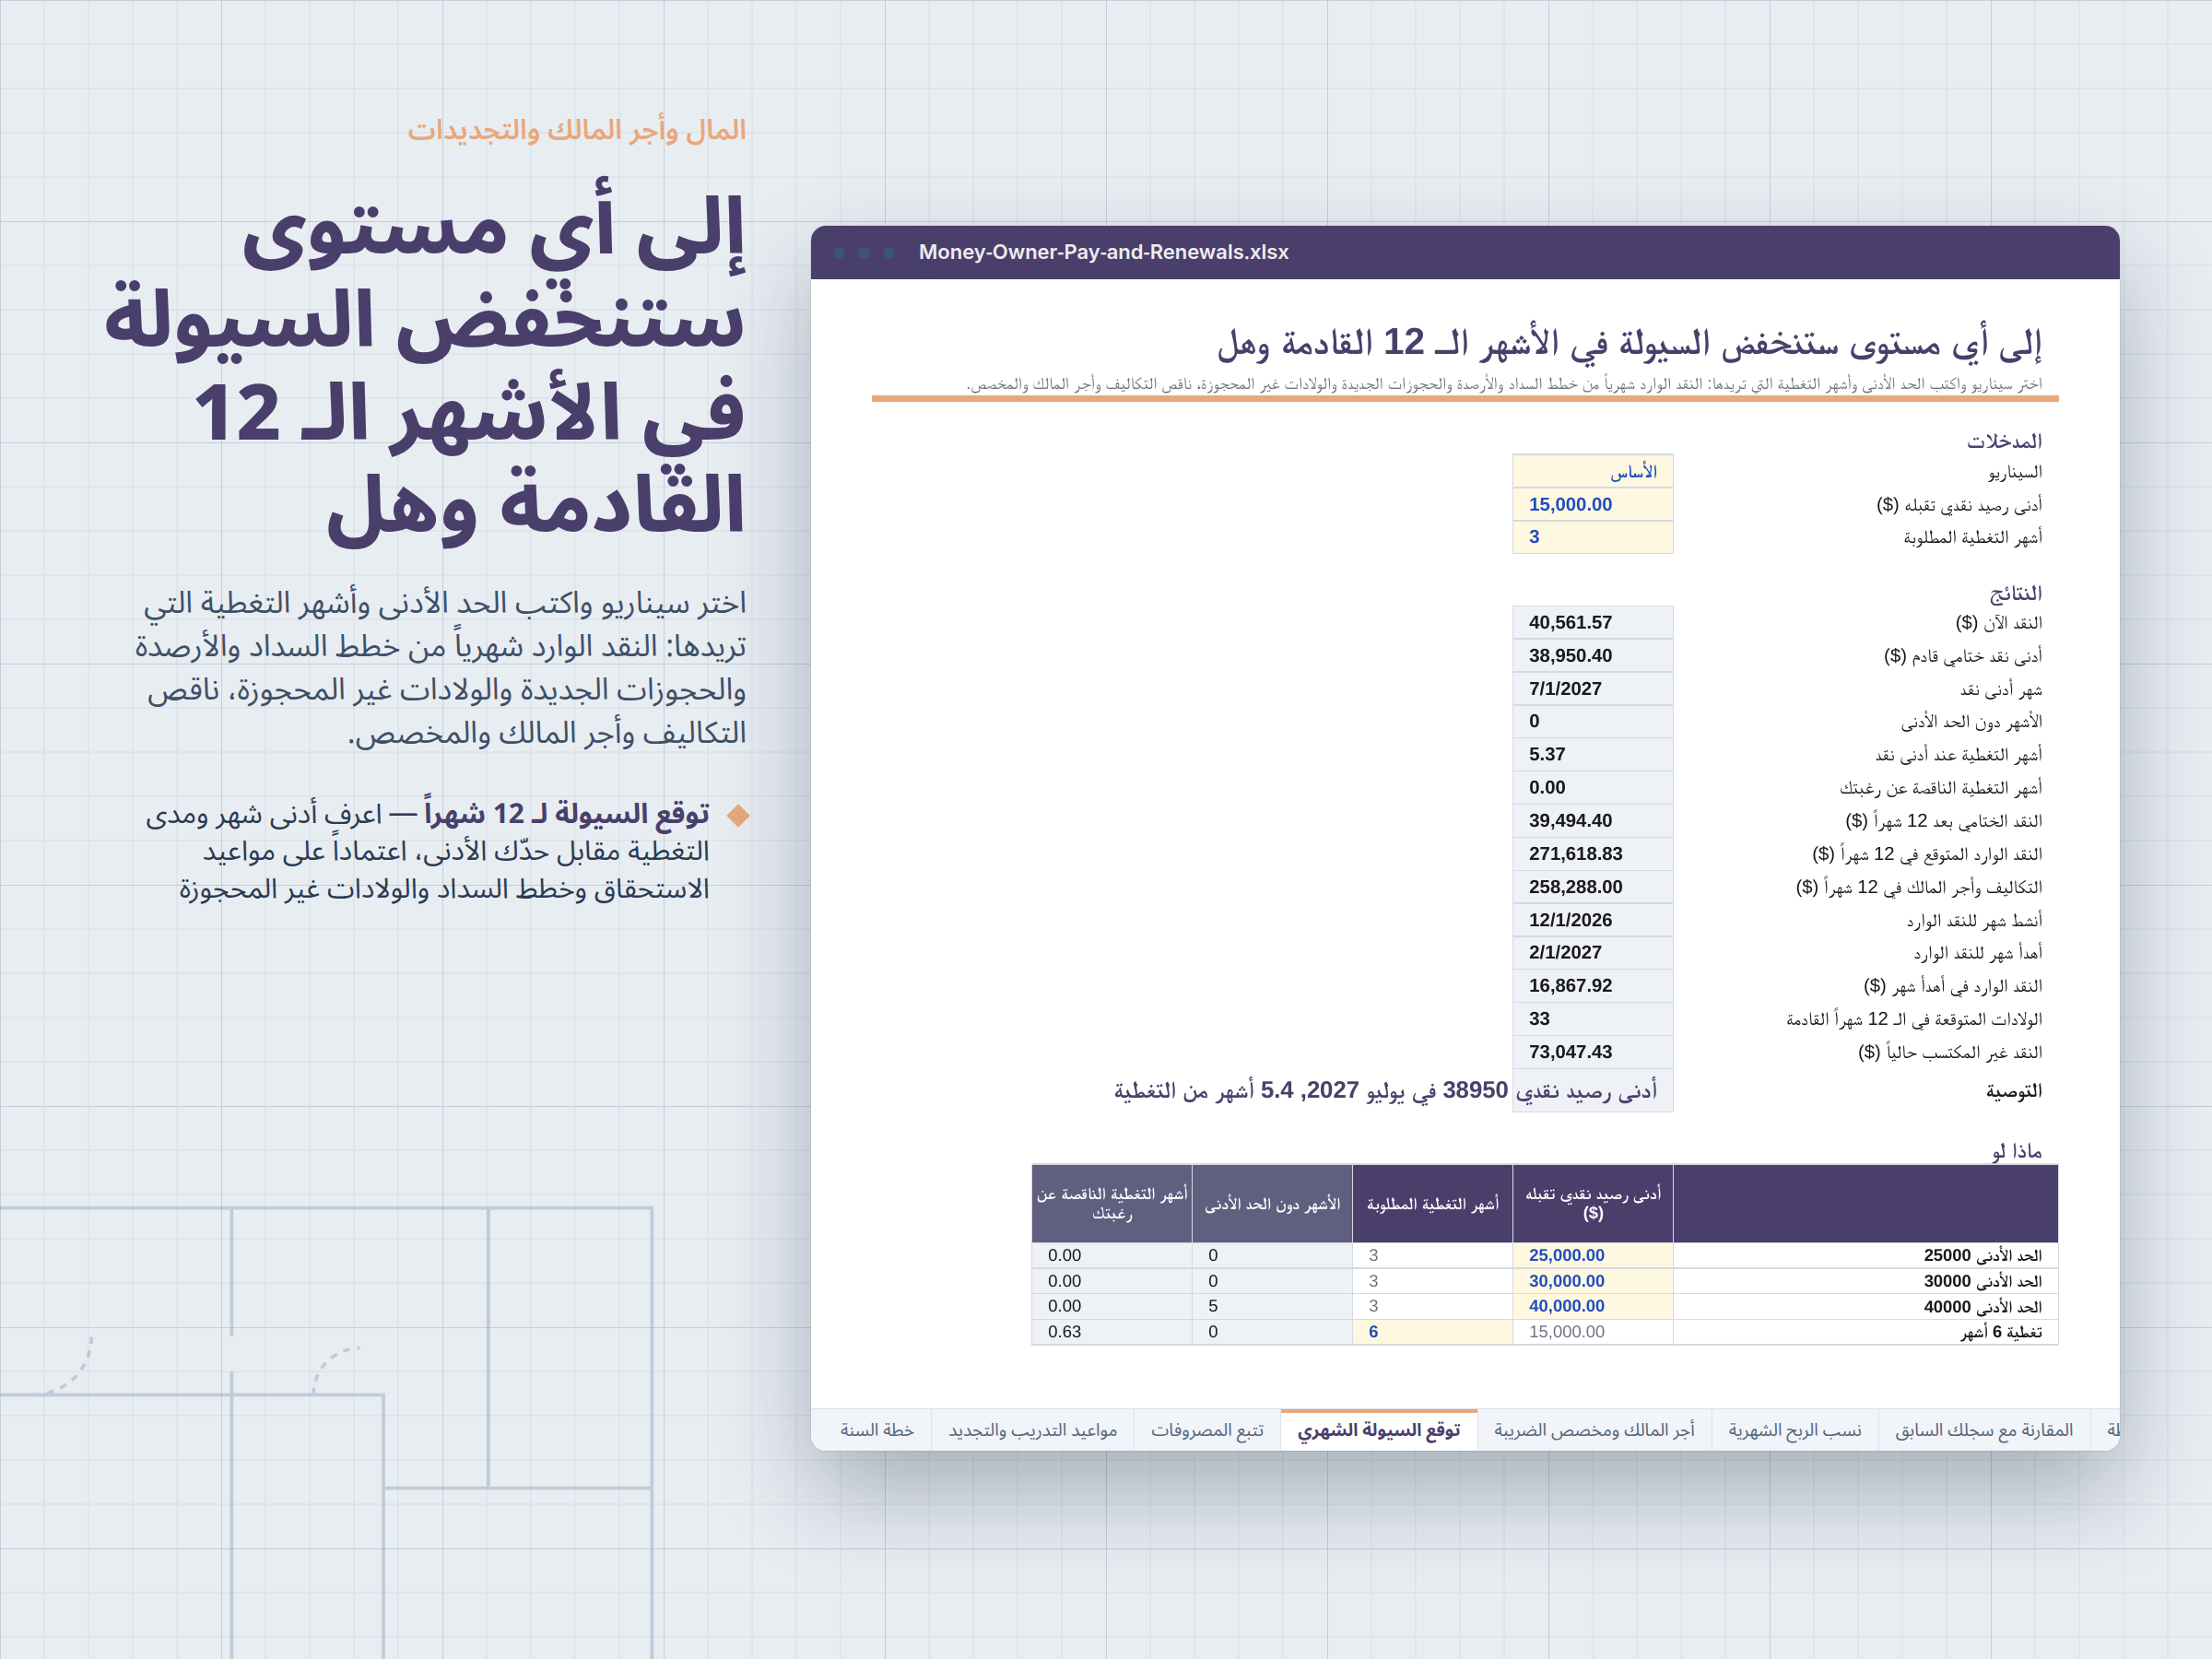 المال وأجر المالك والتجديدات
إلى أي مستوى
ستنخفض السيولة
في الأشهر الـ 12
القادمة وهل
اختر سيناريو واكتب الحد الأدنى وأشهر التغطية التي
تريدها: النقد الوارد شهرياً من خطط السداد والأرصدة
والحجوزات الجديدة والولادات غير المحجوزة، ناقص
التكاليف وأجر المالك والمخصص.
توقع السيولة لـ 12 شهراً — اعرف أدنى شهر ومدى
التغطية مقابل حدّك الأدنى، اعتماداً على مواعيد
الاستحقاق وخطط السداد والولادات غير المحجوزة
Money-Owner-Pay-and-Renewals.xlsx
إلى أي مستوى ستنخفض السيولة في الأشهر الـ 12 القادمة وهل
اختر سيناريو واكتب الحد الأدنى وأشهر التغطية التي تريدها: النقد الوارد شهرياً من خطط السداد والأرصدة والحجوزات الجديدة والولادات غير المحجوزة، ناقص التكاليف وأجر المالك والمخصص.
المدخلات
السيناريو الأساس
أدنى رصيد نقدي تقبله ($) 15,000.00
أشهر التغطية المطلوبة 3
النتائج
النقد الآن ($) 40,561.57
أدنى نقد ختامي قادم ($) 38,950.40
شهر أدنى نقد 7/1/2027
الأشهر دون الحد الأدنى 0
أشهر التغطية عند أدنى نقد 5.37
أشهر التغطية الناقصة عن رغبتك 0.00
النقد الختامي بعد 12 شهراً ($) 39,494.40
النقد الوارد المتوقع في 12 شهراً ($) 271,618.83
التكاليف وأجر المالك في 12 شهراً ($) 258,288.00
أنشط شهر للنقد الوارد 12/1/2026
أهدأ شهر للنقد الوارد 2/1/2027
النقد الوارد في أهدأ شهر ($) 16,867.92
الولادات المتوقعة في الـ 12 شهراً القادمة 33
النقد غير المكتسب حالياً ($) 73,047.43
التوصية أدنى رصيد نقدي 38950 في يوليو 2027, 5.4 أشهر من التغطية
ماذا لو
أدنى رصيد نقدي تقبله ($) أشهر التغطية المطلوبة الأشهر دون الحد الأدنى أشهر التغطية الناقصة عن رغبتك
الحد الأدنى 25000 25,000.00 3 0 0.00
الحد الأدنى 30000 30,000.00 3 0 0.00
الحد الأدنى 40000 40,000.00 3 5 0.00
تغطية 6 أشهر 15,000.00 6 0 0.63
المقارنة مع سجلك السابق نسب الربح الشهرية أجر المالك ومخصص الضريبة توقع السيولة الشهري تتبع المصروفات مواعيد التدريب والتجديد خطة السنة